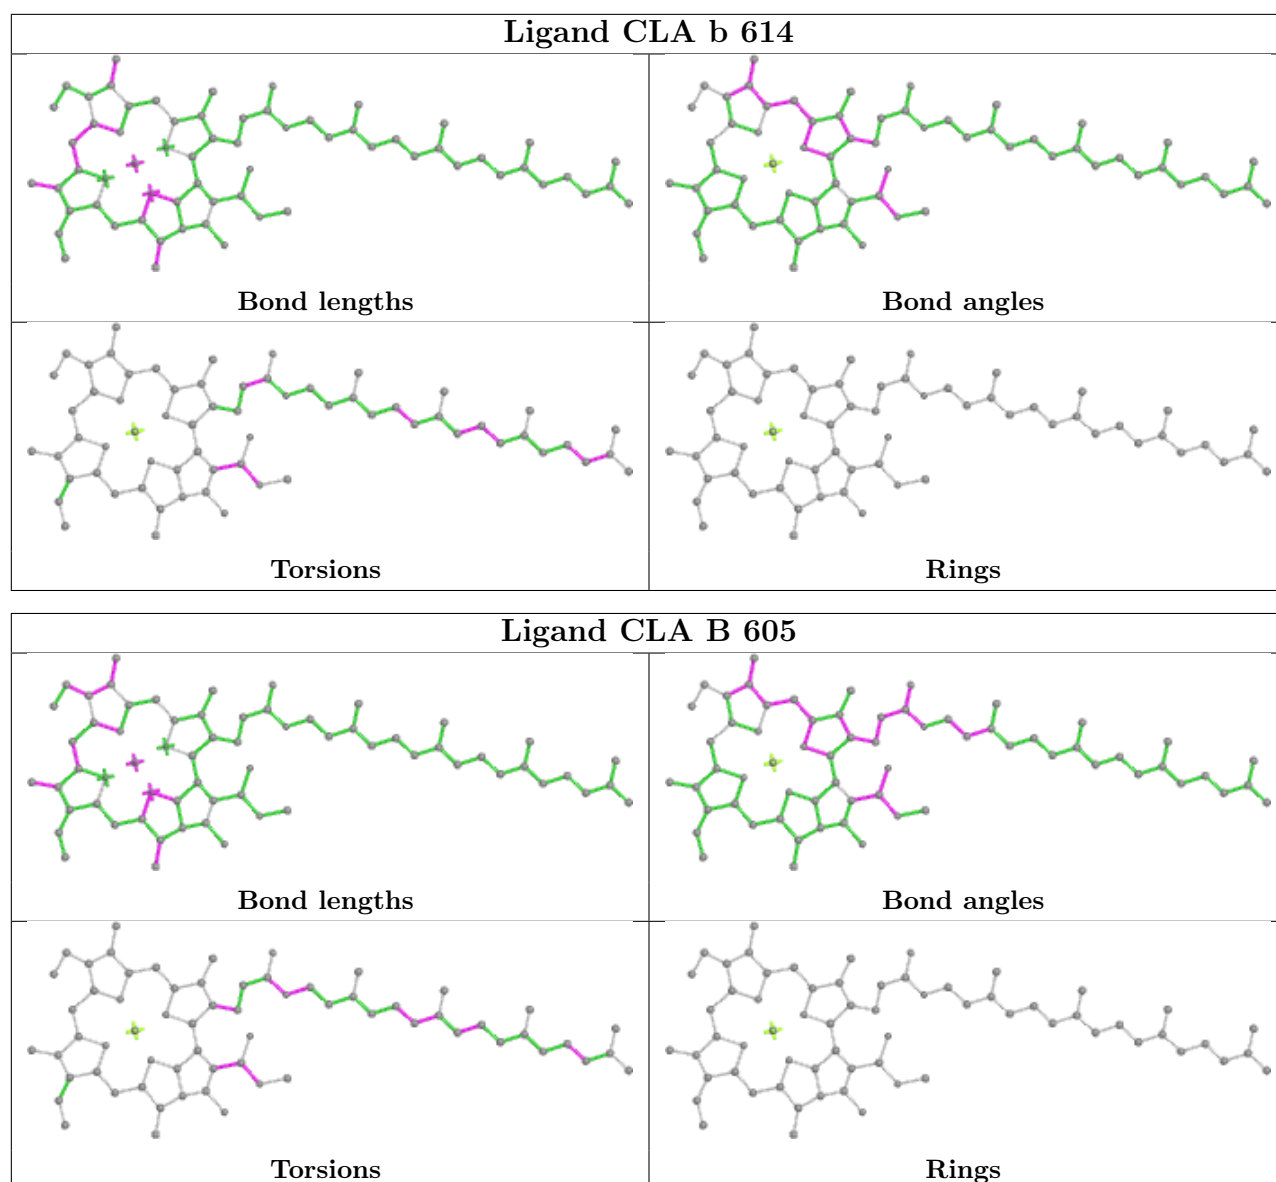 Ligand CLA b 614
Bond lengths
Bond angles
Torsions
Rings
Ligand CLA B 605
Bond lengths
Bond angles
Torsions
Rings